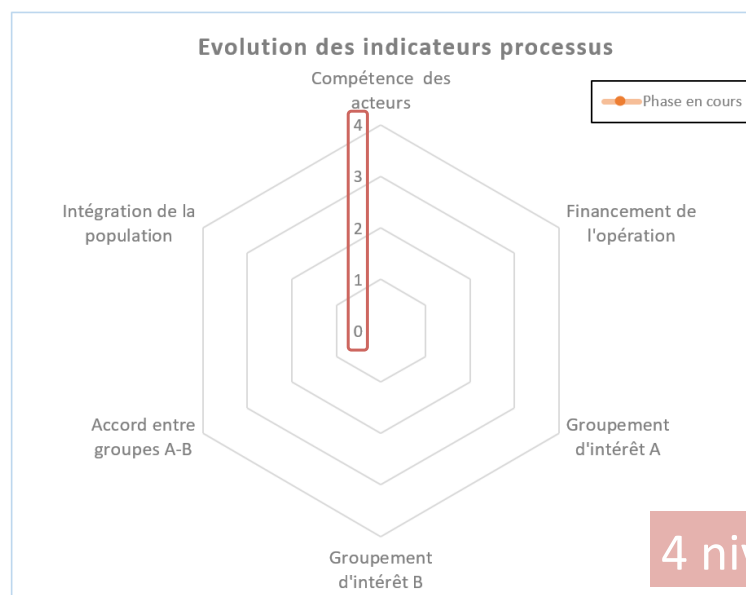 Evolution des indicateurs processus
Compétence des
acteurs
Phase en cours
4
3
2
1
0
Intégration de la
population
Financement de
l'opération
Accord entre
groupes A-B
Groupement
d'intérêt A
Groupement
d'intérêt B
4 niv